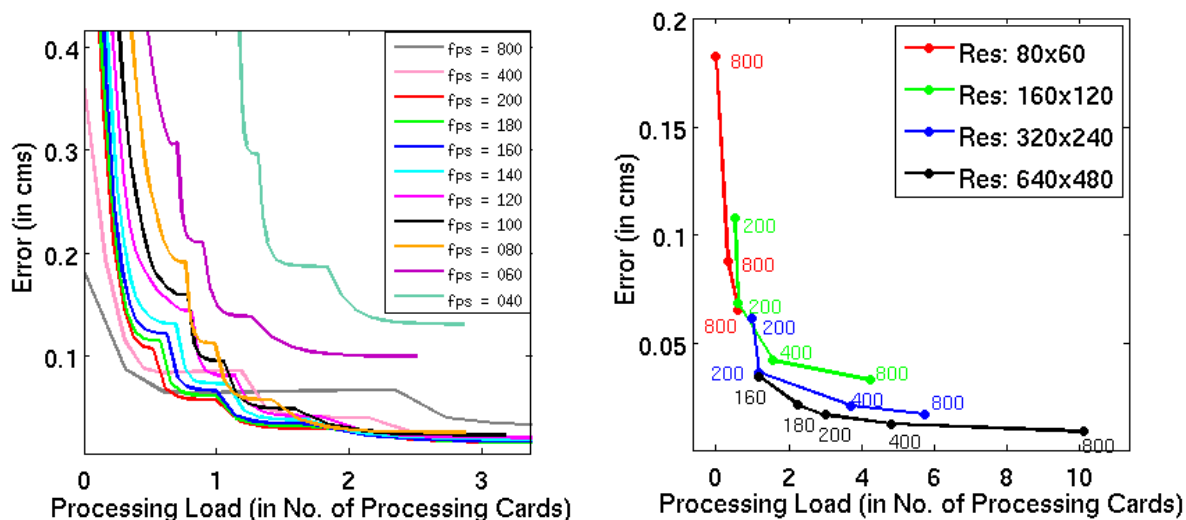 0.4
0.3
0.2
0.1
0
1
2
3
Error (in cms)
Processing Load (in No. of Processing Cards)
fps = 800
fps = 400
fps = 200
fps = 180
fps = 160
fps = 140
fps = 120
fps = 100
fps = 080
fps = 060
fps = 040
0.2
0.15
0.1
0.05
0
2
4
6
8
10
Error (in cms)
Processing Load (in No. of Processing Cards)
Res: 80x60
Res: 160x120
Res: 320x240
Res: 640x480
800
800
800
200
200
400
800
200
200
400
800
160
180
200
400
800